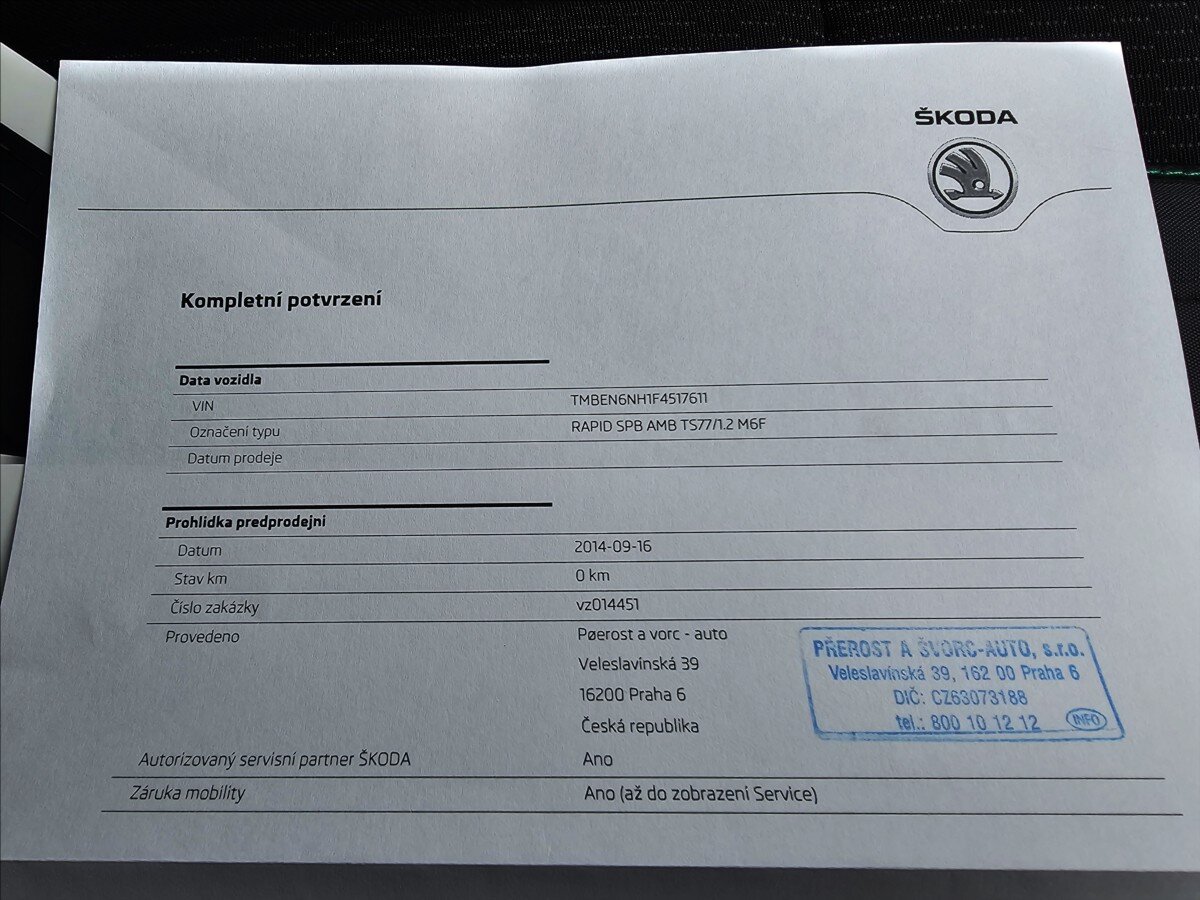 ŠKODA
Kompletní potvrzení
Data vozidla
VIN TMBEN6NH1F4517611
Označení typu RAPID SPB AMB TS77/1.2 M6F
Datum prodeje
Prohlidka predprodejni
Datum 2014-09-16
Stav km 0 km
Číslo zakázky vz014451
Provedeno Pøerost a vorc - auto
Veleslavínská 39
16200 Praha 6
Česká republika
PŘEROST A ŠVORC-AUTO, s.r.o.
Veleslavínská 39, 162 00 Praha 6
DIČ: CZ63073188
tel.: 800 10 12 12 INFO
Autorizovaný servisní partner ŠKODA Ano
Záruka mobility Ano (až do zobrazení Service)